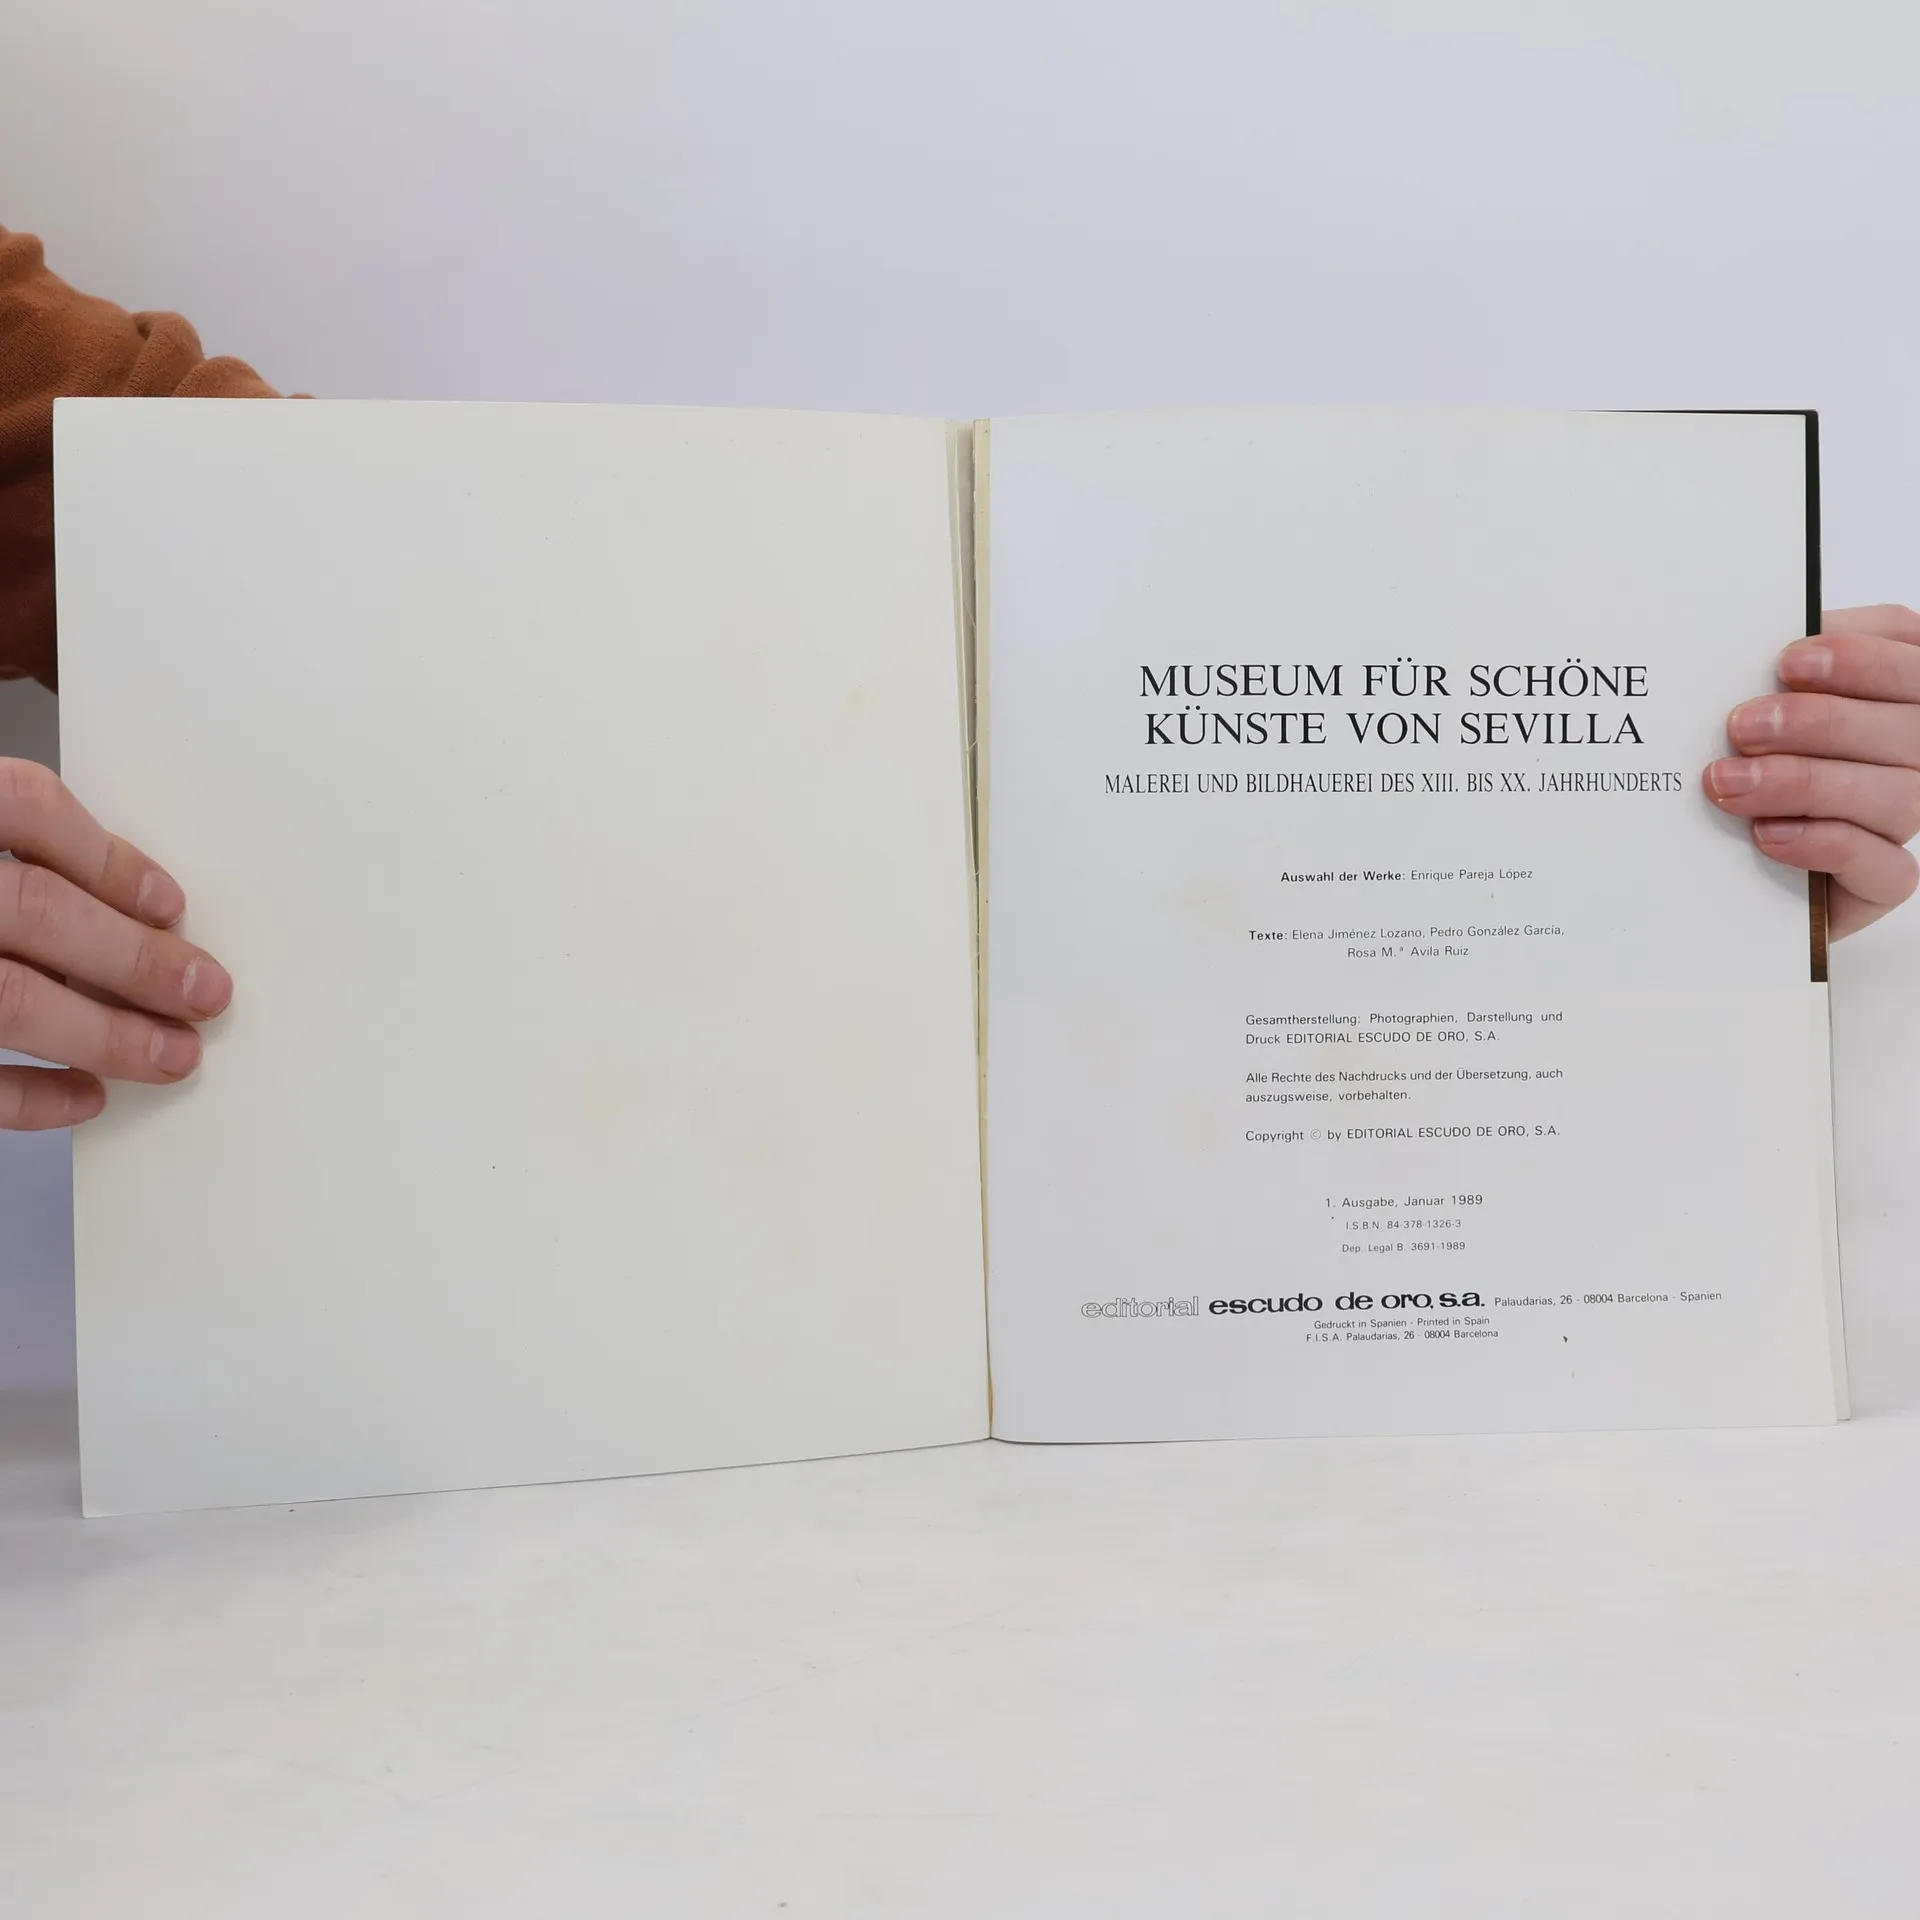 MUSEUM FÜR SCHÖNE
KÜNSTE VON SEVILLA
MALEREI UND BILDHAUEREI DES XIII. BIS XX. JAHRHUNDERTS
Auswahl der Werke: Enrique Pareja López
Texte: Elena Jiménez Lozano, Pedro González García,
Rosa M.ª Avila Ruiz
Gesamtherstellung: Photographien, Darstellung und
Druck EDITORIAL ESCUDO DE ORO, S.A.
Alle Rechte des Nachdrucks und der Übersetzung, auch
auszugsweise, vorbehalten.
Copyright © by EDITORIAL ESCUDO DE ORO, S.A.
1. Ausgabe, Januar 1989
I.S.B.N. 84-378-1326-3
Dep. Legal B. 3691-1989
editorial escudo de oro, s.a. Palaudarias, 26 - 08004 Barcelona - Spanien
Gedruckt in Spanien - Printed in Spain
F.I.S.A. Palaudarias, 26 - 08004 Barcelona